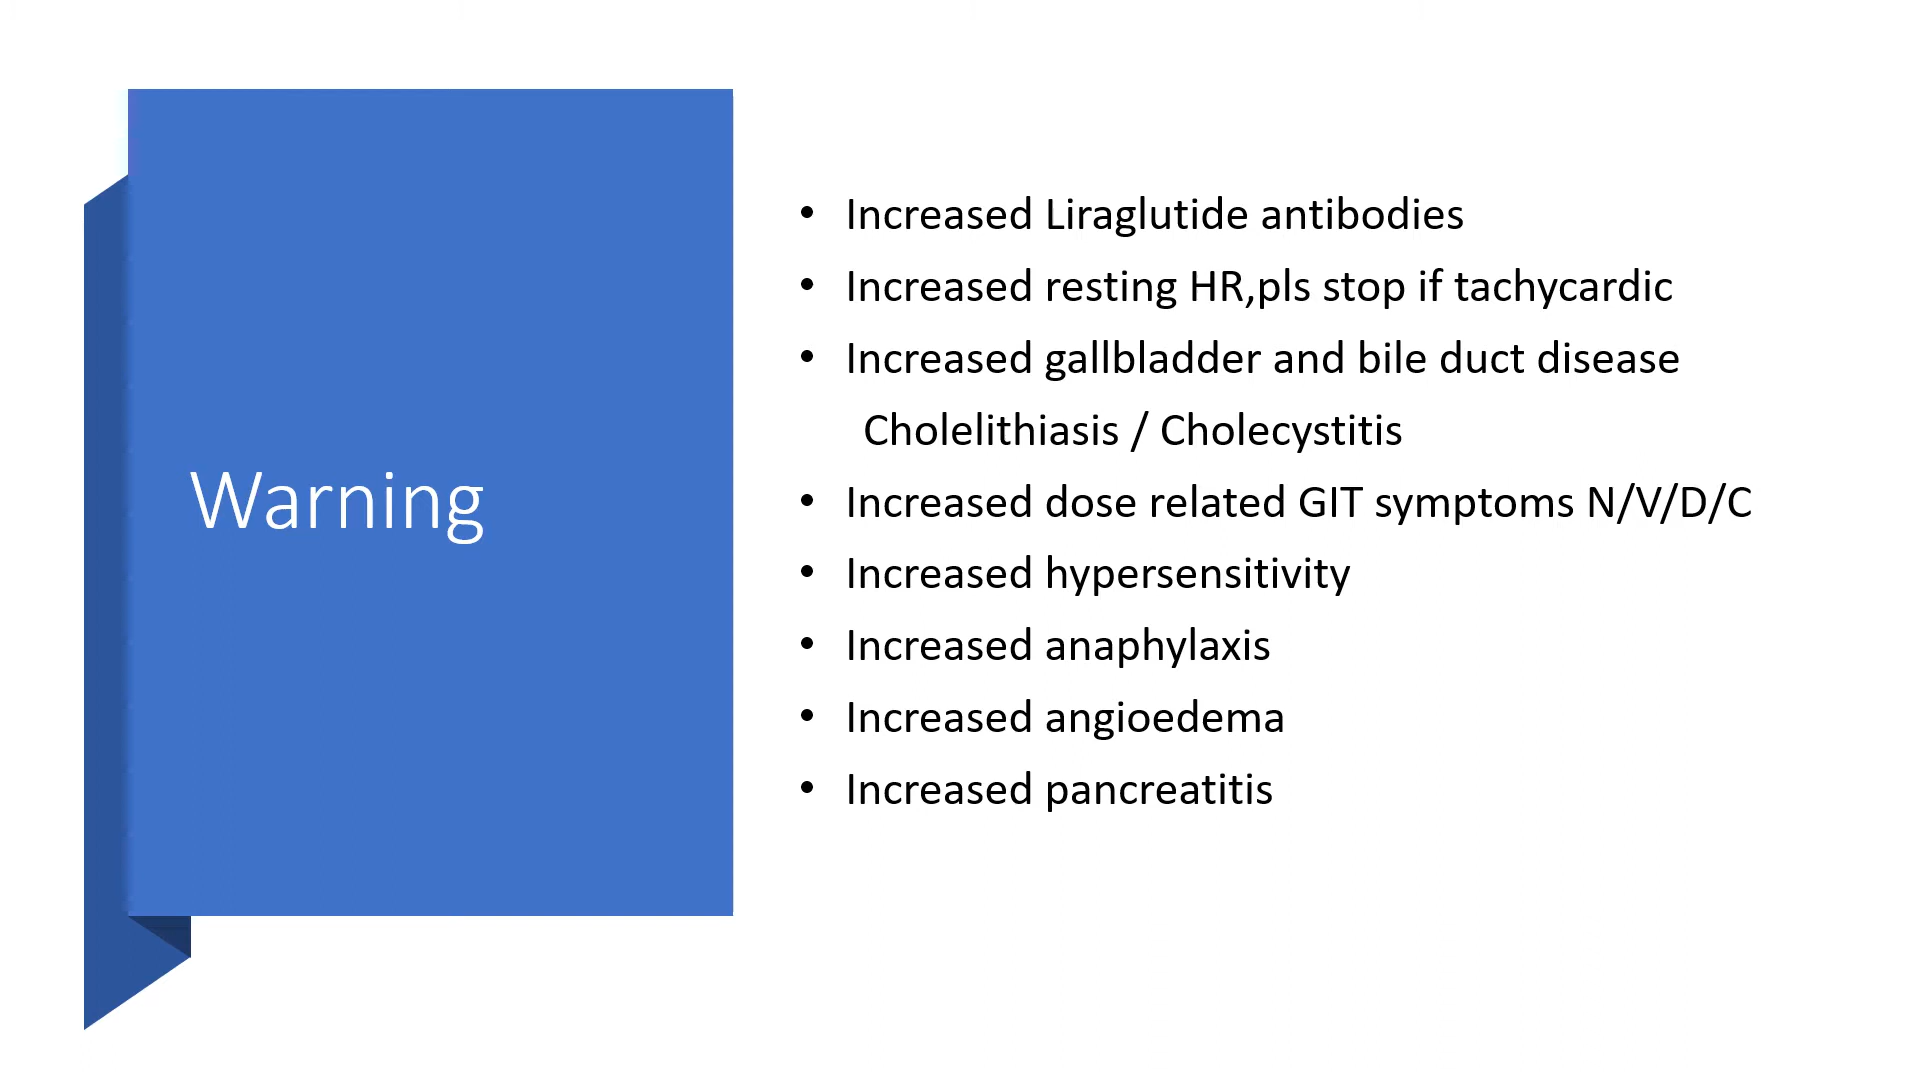 Warning
• Increased Liraglutide antibodies
• Increased resting HR,pls stop if tachycardic
• Increased gallbladder and bile duct disease
Cholelithiasis / Cholecystitis
• Increased dose related GIT symptoms N/V/D/C
• Increased hypersensitivity
• Increased anaphylaxis
• Increased angioedema
• Increased pancreatitis